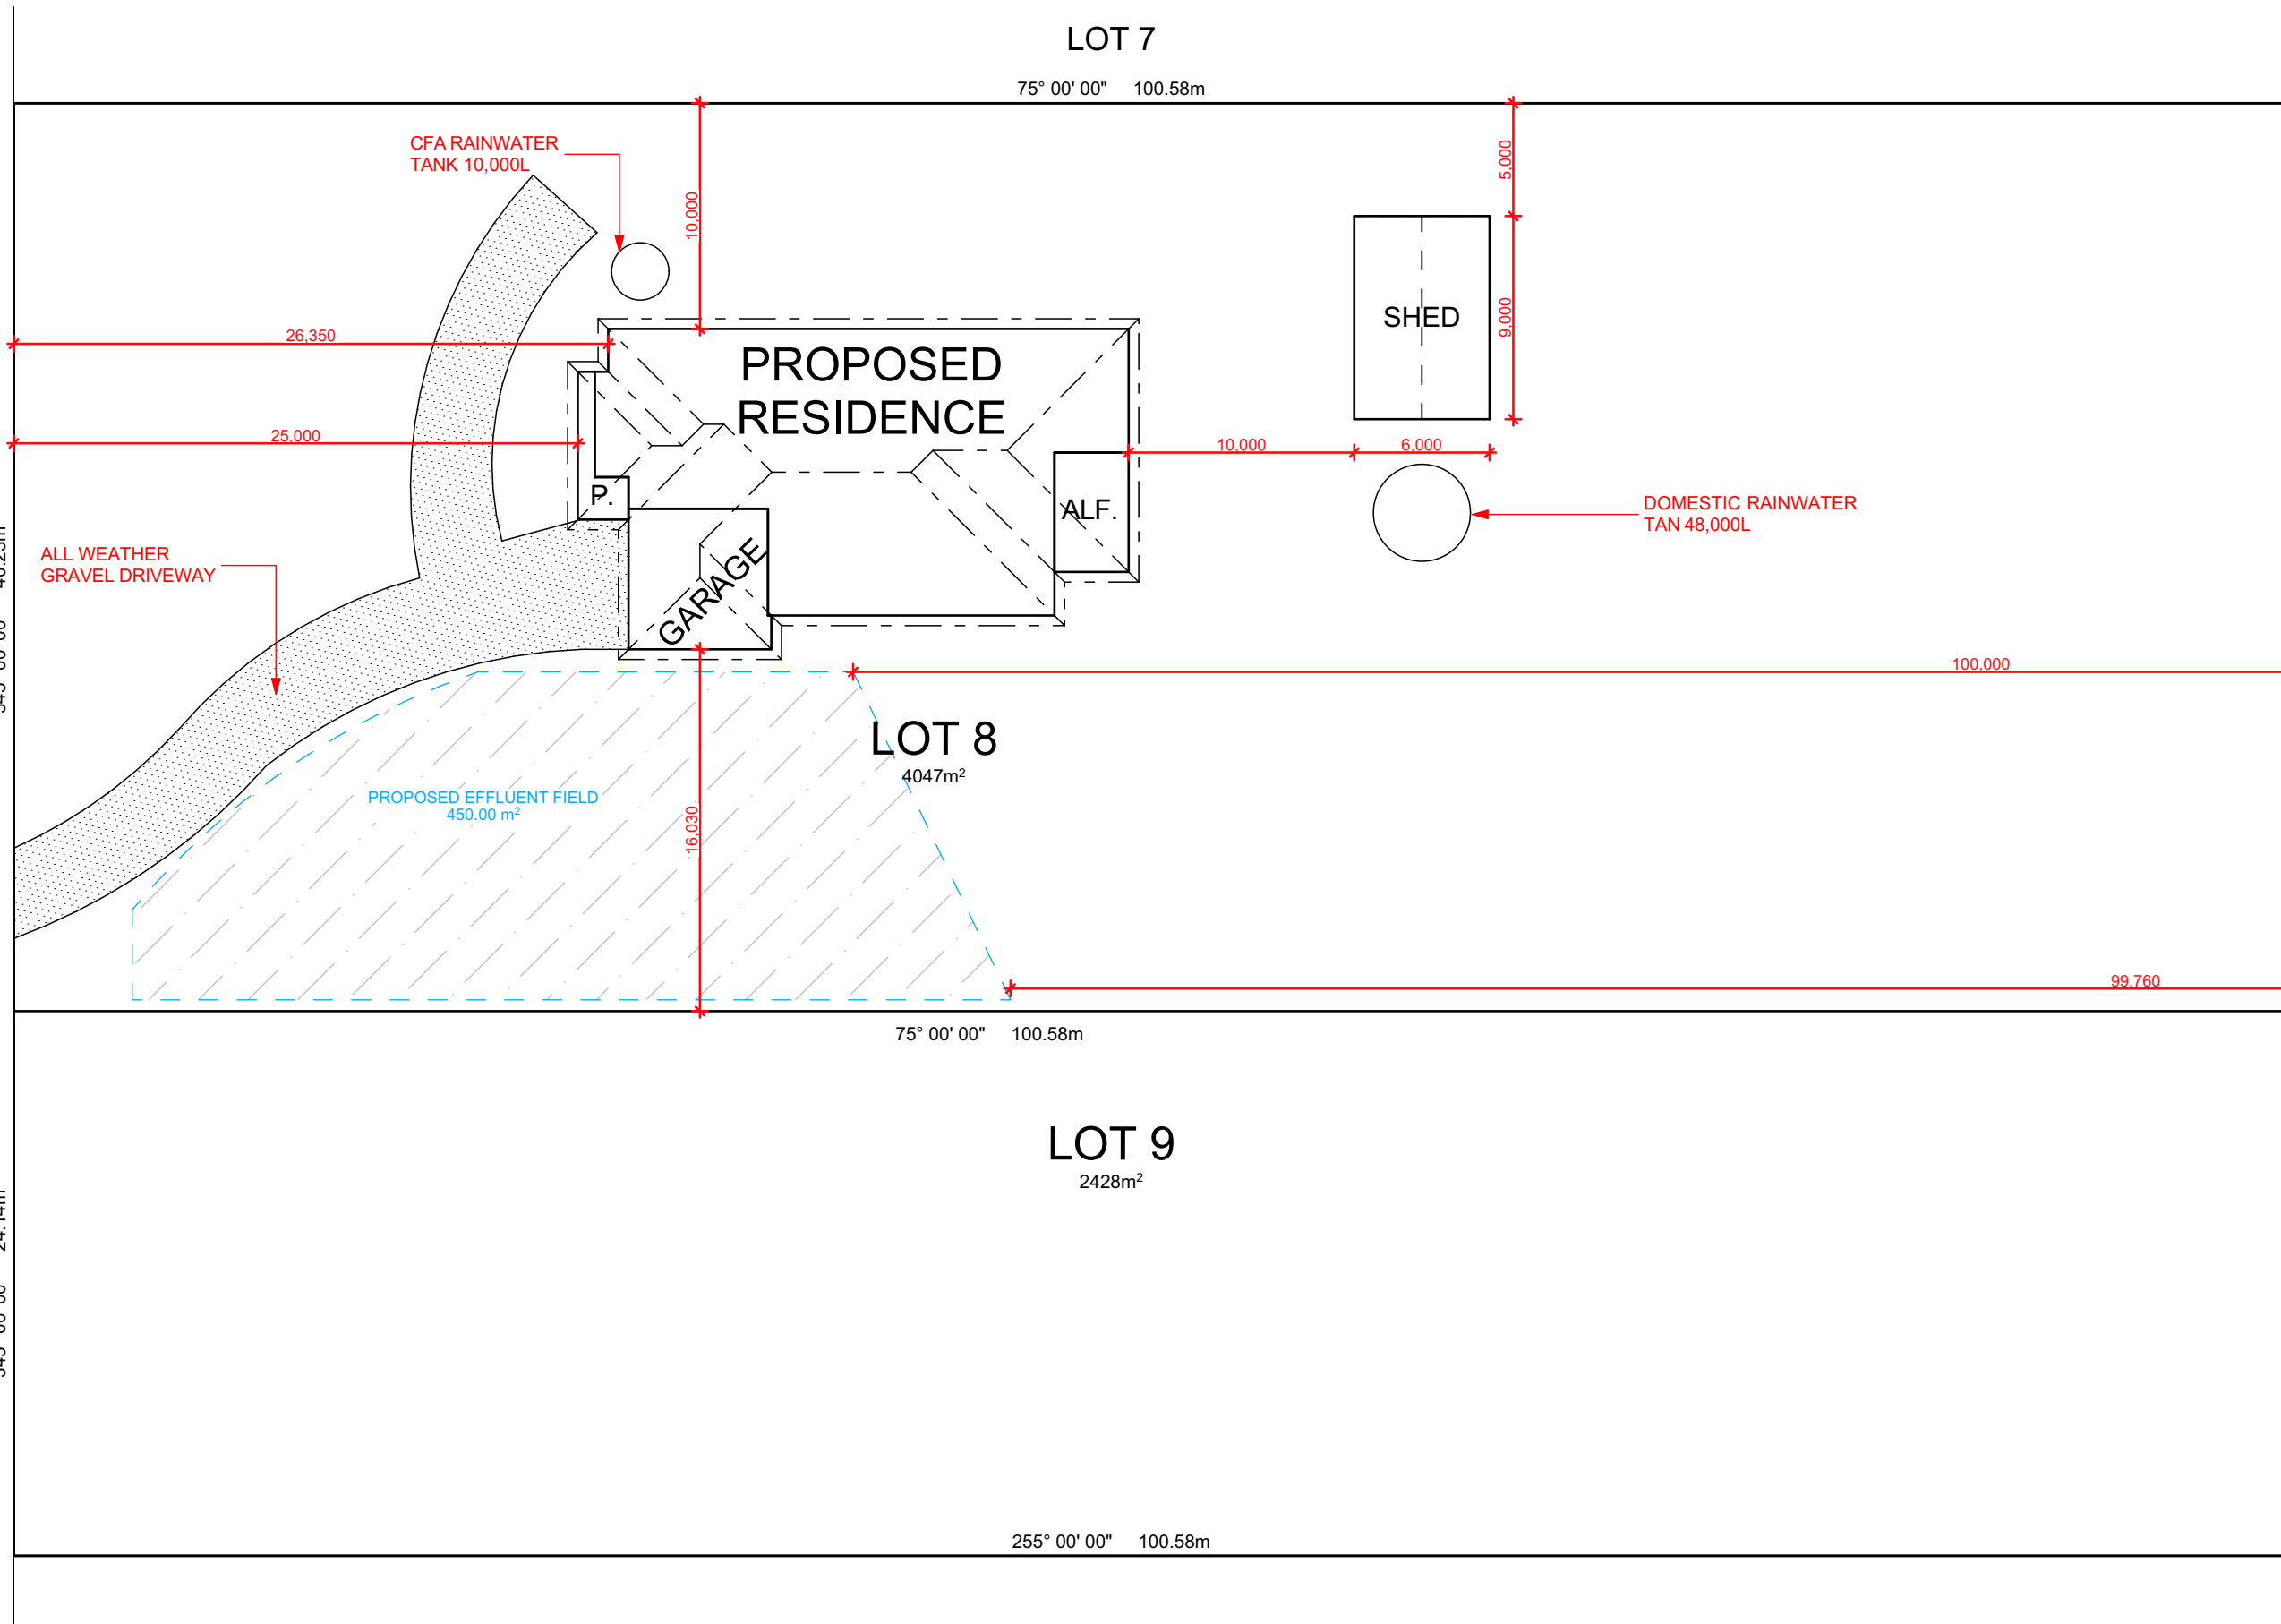 LOT 7
75° 00' 00" 100.58m
CFA RAINWATER
TANK 10,000L
10,000
5,000
26,350
PROPOSED
RESIDENCE
SHED
9,000
25,000
10,000
6,000
P.
ALF.
DOMESTIC RAINWATER
TAN 48,000L
ALL WEATHER
GRAVEL DRIVEWAY
GARAGE
100,000
LOT 8
4047m²
PROPOSED EFFLUENT FIELD
450.00 m²
16,030
99,760
75° 00' 00" 100.58m
LOT 9
2428m²
255° 00' 00" 100.58m